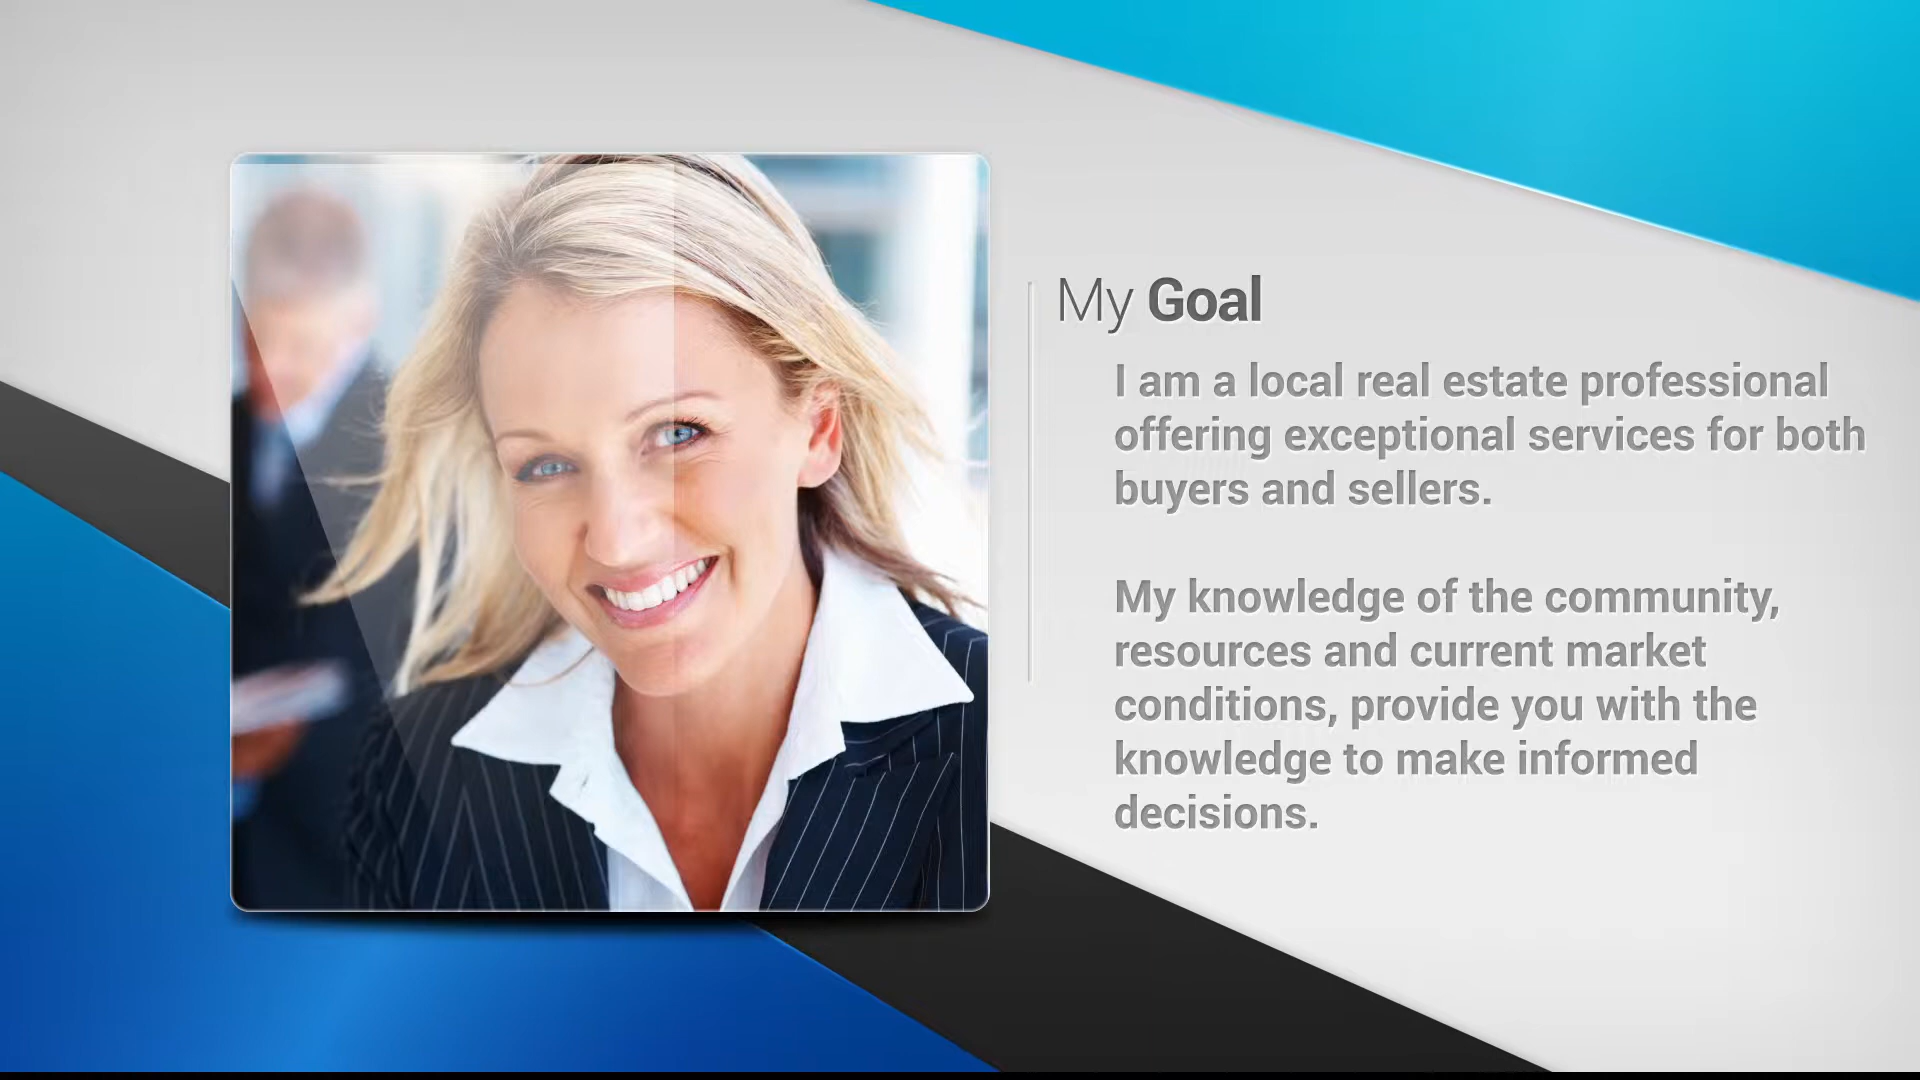 My Goal
I am a local real estate professional
offering exceptional services for both
buyers and sellers.
My knowledge of the community,
resources and current market
conditions, provide you with the
knowledge to make informed
decisions.